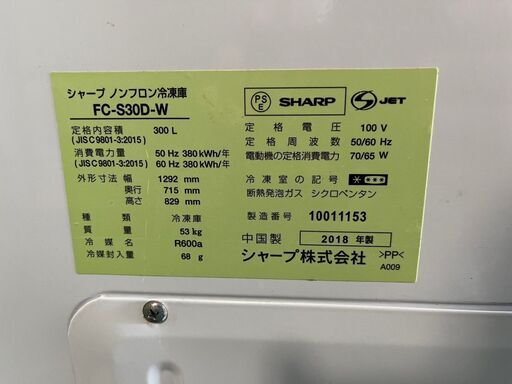 シャープ ノンフロン冷凍庫
FC-S30D-W
定格内容積 300 L
(JIS C 9801-3:2015)
消費電力量 50 Hz 380 kWh/年
(JIS C 9801-3:2015) 60 Hz 380 kWh/年
外形寸法 幅 1292 mm
奥行 715 mm
高さ 829 mm
種類 冷凍庫
質量 53 kg
冷媒名 R600a
冷媒封入量 68 g
PS E SHARP S JET
定格電圧 100 V
定格周波数 50/60 Hz
電動機の定格消費電力 70/65 W
冷凍室の記号 ＊＊＊＊
断熱発泡ガス シクロペンタン
製造番号 10011153
中国製 2018 年製
シャープ株式会社 >PP<
A009